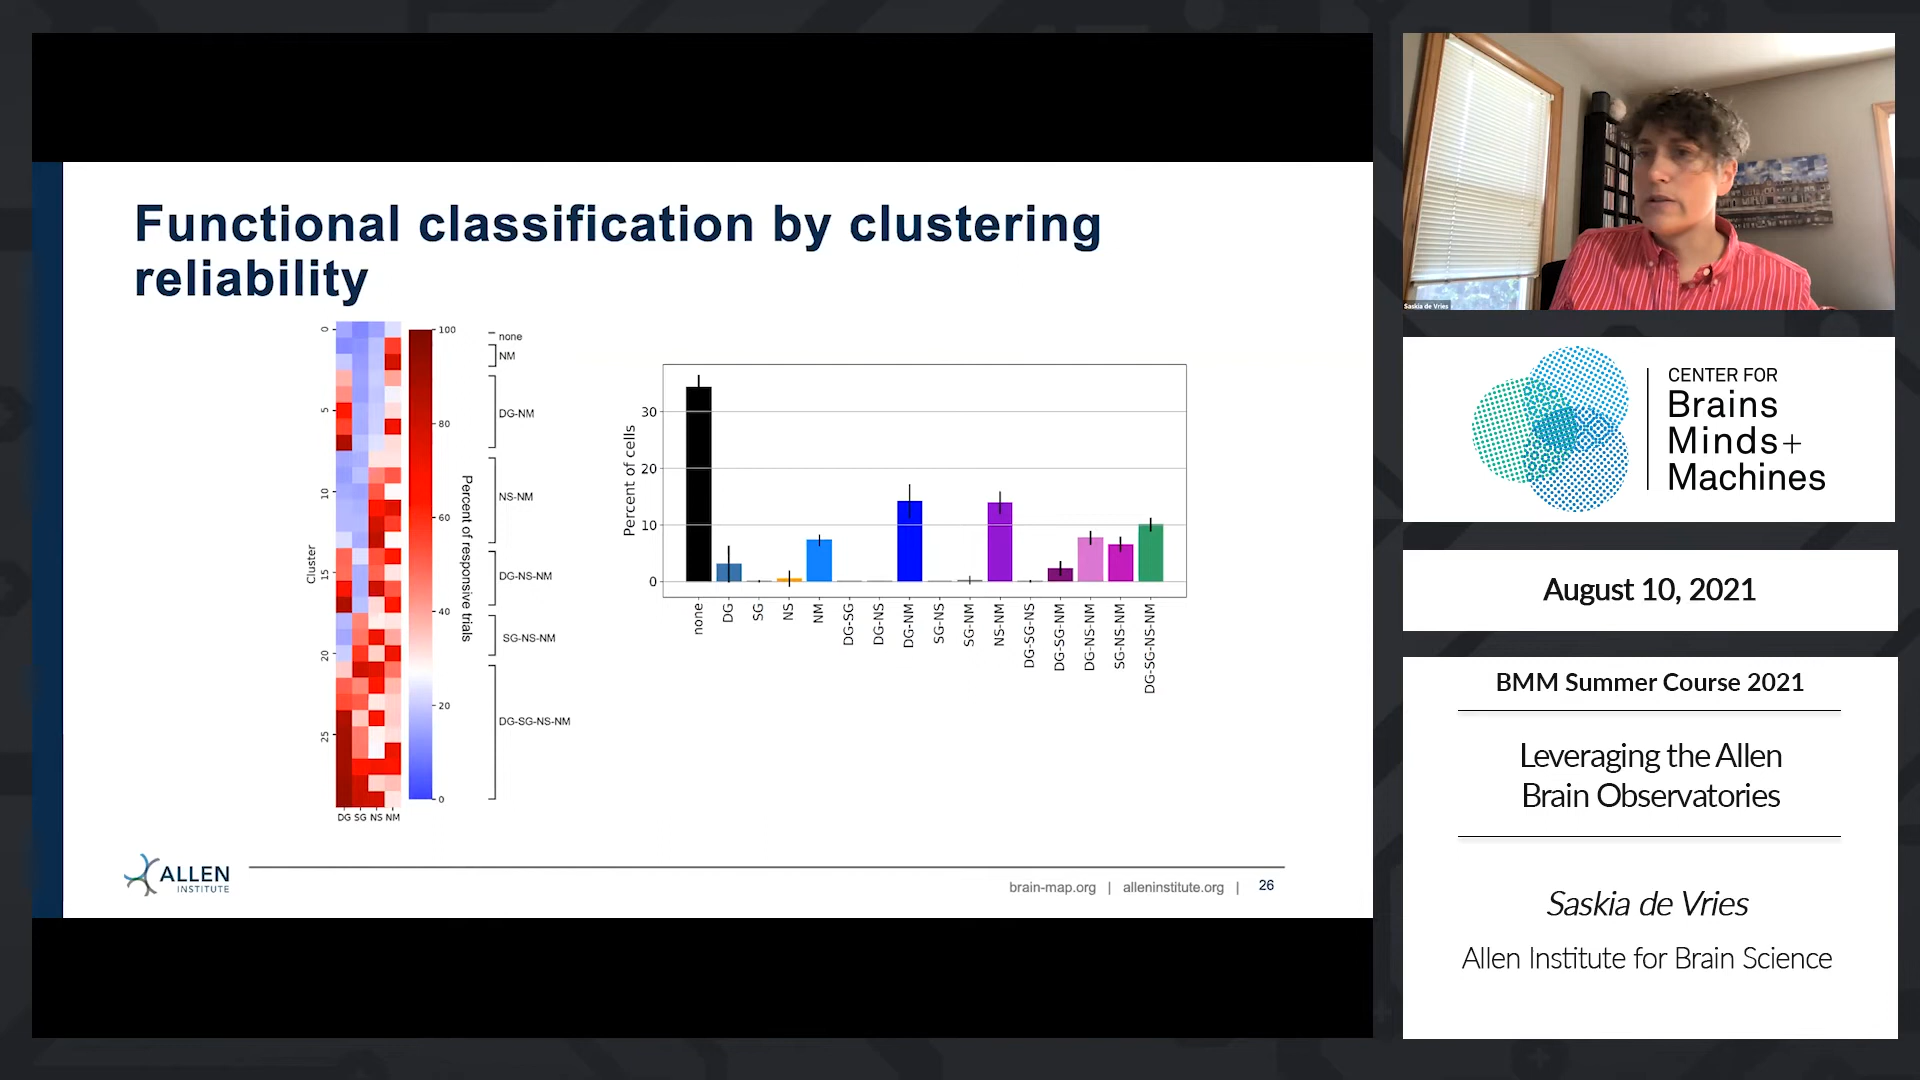 Functional classification by clustering
reliability
0
5
10
15
20
25
Cluster
DG SG NS NM
100
80
60
40
20
0
Percent of responsive trials
none
NM
DG-NM
NS-NM
DG-NS-NM
SG-NS-NM
DG-SG-NS-NM
Percent of cells
30
20
10
0
none
DG
SG
NS
NM
DG-SG
DG-NS
DG-NM
SG-NS
SG-NM
NS-NM
DG-SG-NS
DG-SG-NM
DG-NS-NM
SG-NS-NM
DG-SG-NS-NM
ALLEN
INSTITUTE
brain-map.org | alleninstitute.org | 26
Saskia de Vries
CENTER FOR
Brains
Minds+
Machines
August 10, 2021
BMM Summer Course 2021
Leveraging the Allen
Brain Observatories
Saskia de Vries
Allen Institute for Brain Science